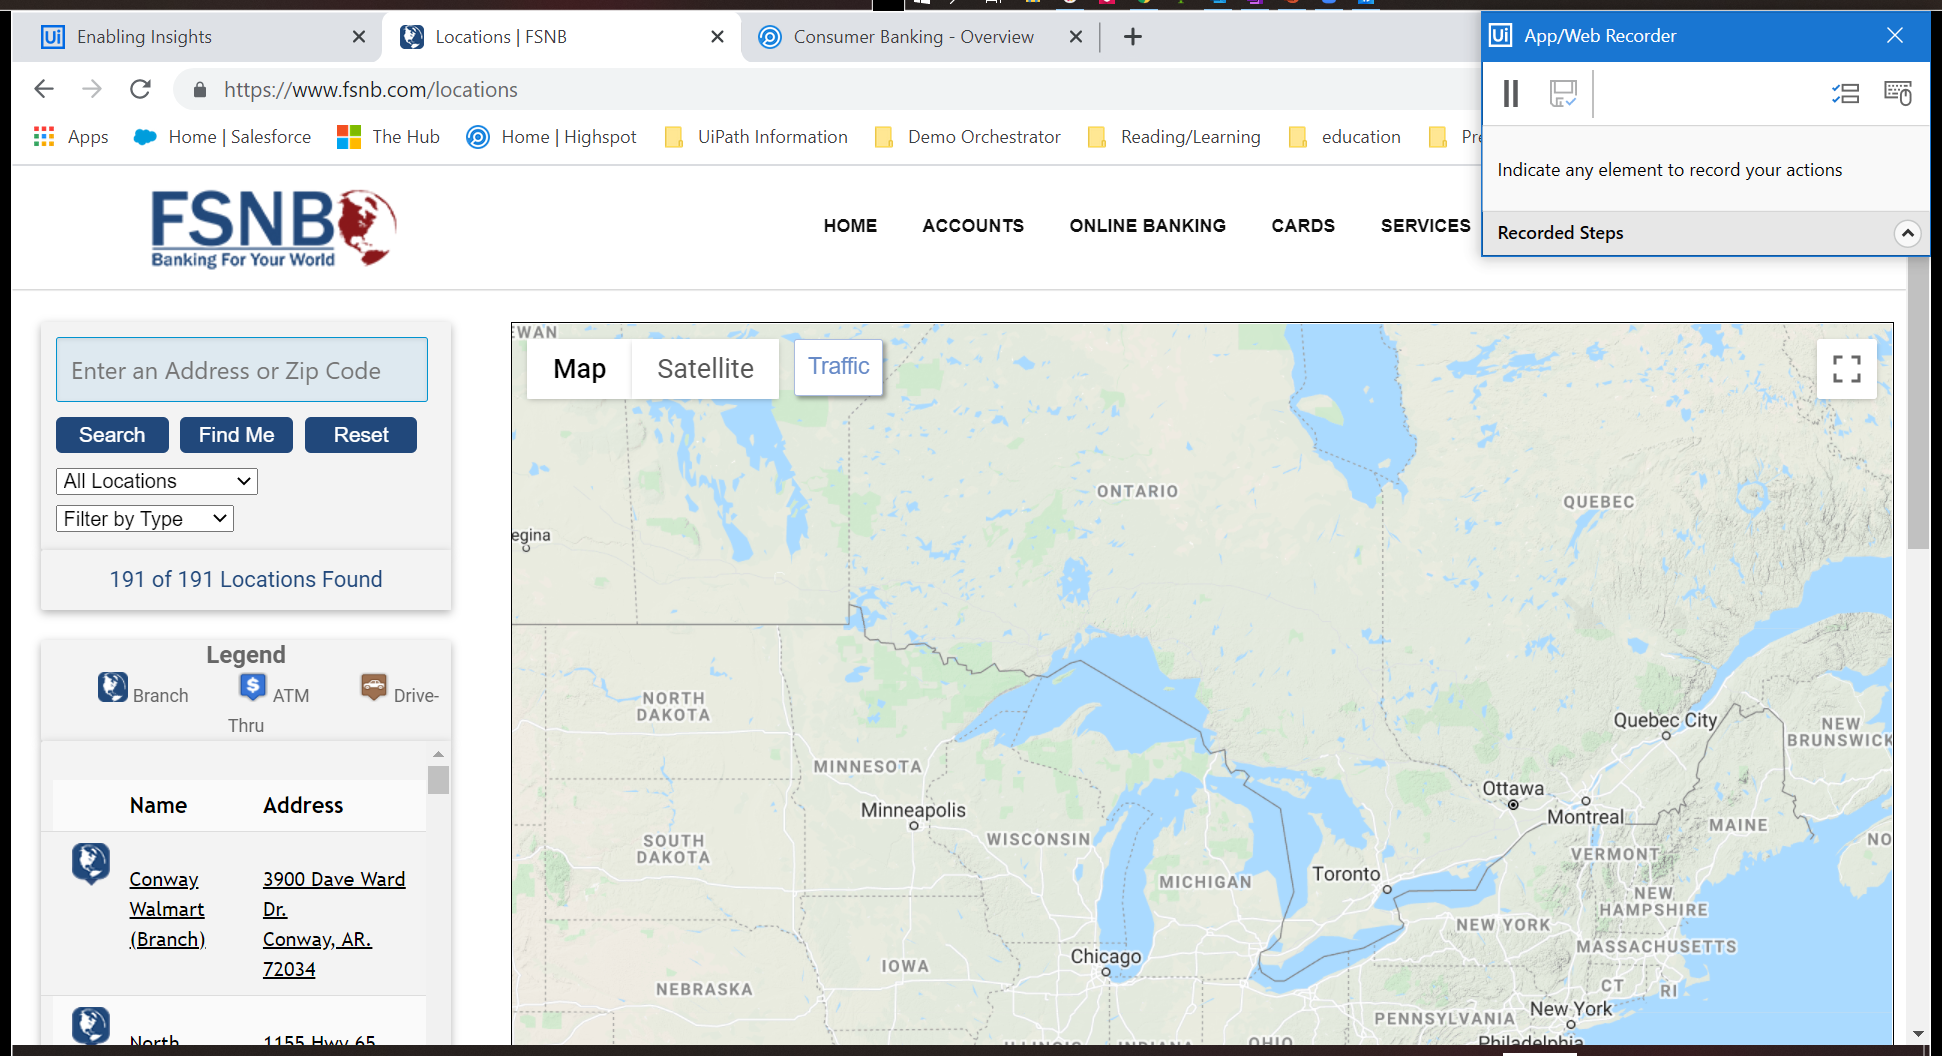 Enabling Insights
Locations | FSNB
Consumer Banking - Overview
Ui App/Web Recorder
https://www.fsnb.com/locations
Apps
Home | Salesforce
The Hub
Home | Highspot
UiPath Information
Demo Orchestrator
Reading/Learning
education
Indicate any element to record your actions
Recorded Steps
FSNB
Banking For Your World
HOME
ACCOUNTS
ONLINE BANKING
CARDS
SERVICES
Enter an Address or Zip Code
Search
Find Me
Reset
All Locations
Filter by Type
191 of 191 Locations Found
Legend
Branch
ATM
Drive-
Thru
Name
Address
Conway
Walmart
(Branch)
3900 Dave Ward
Dr.
Conway, AR.
72034
North
1155 Hwy 65
EWAN
Map
Satellite
Traffic
ONTARIO
QUEBEC
egina
NORTH
DAKOTA
Quebec City
NEW
BRUNSWICK
MINNESOTA
Ottawa
Minneapolis
Montreal
MAINE
NO
SOUTH
DAKOTA
WISCONSIN
VERMONT
Toronto
MICHIGAN
NEW
HAMPSHIRE
NEW YORK
MASSACHUSETTS
Chicago
IOWA
CT
RI
NEBRASKA
New York
PENNSYLVANIA
Philadelphia
ILLINOIS
INDIANA
OHIO